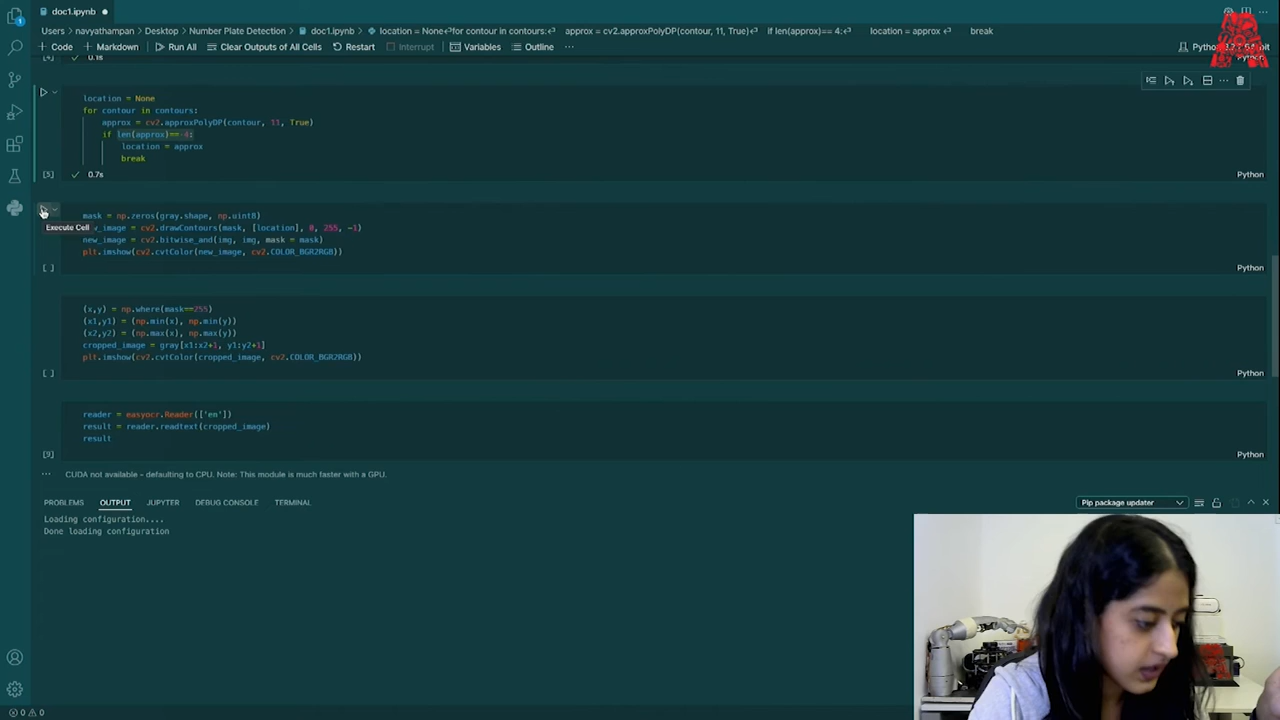 doc1.ipynb
1
Users > navyathampan > Desktop > Number Plate Detection > doc1.ipynb > location = None↵for contour in contours:↵ approx = cv2.approxPolyDP(contour, 11, True)↵ if len(approx)== 4:↵ location = approx↵ break
+ Code + Markdown Run All Clear Outputs of All Cells Restart Interrupt Variables Outline ...
[4] 0.1s Python
location = None
for contour in contours:
approx = cv2.approxPolyDP(contour, 11, True)
if len(approx)== 4:
location = approx
break
[5] 0.7s Python
mask = np.zeros(gray.shape, np.uint8)
Execute Cell
_image = cv2.drawContours(mask, [location], 0, 255, -1)
new_image = cv2.bitwise_and(img, img, mask = mask)
plt.imshow(cv2.cvtColor(new_image, cv2.COLOR_BGR2RGB))
[ ] Python
(x,y) = np.where(mask==255)
(x1,y1) = (np.min(x), np.min(y))
(x2,y2) = (np.max(x), np.max(y))
cropped_image = gray[x1:x2+1, y1:y2+1]
plt.imshow(cv2.cvtColor(cropped_image, cv2.COLOR_BGR2RGB))
[ ] Python
reader = easyocr.Reader(['en'])
result = reader.readtext(cropped_image)
result
[9] Python
... CUDA not available - defaulting to CPU. Note: This module is much faster with a GPU.
PROBLEMS OUTPUT JUPYTER DEBUG CONSOLE TERMINAL Pip package updater
Loading configuration....
Done loading configuration
0 0